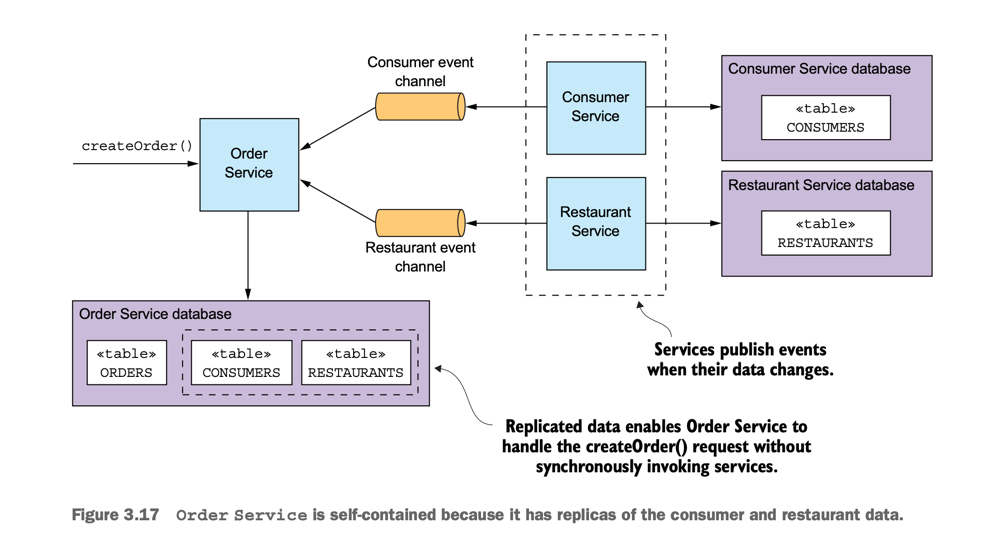 Consumer event
channel
Consumer
Service
Consumer Service database
«table»
CONSUMERS
createOrder()
Order
Service
Restaurant event
channel
Restaurant
Service
Restaurant Service database
«table»
RESTAURANTS
Order Service database
«table»
ORDERS
«table»
CONSUMERS
«table»
RESTAURANTS
Services publish events
when their data changes.
Replicated data enables Order Service to
handle the createOrder() request without
synchronously invoking services.
Figure 3.17 Order Service is self-contained because it has replicas of the consumer and restaurant data.